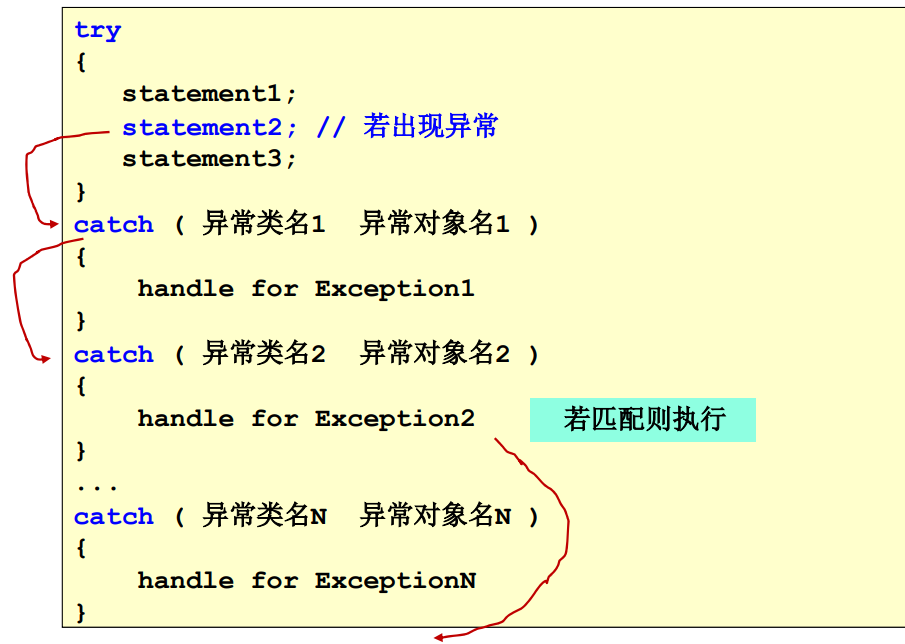 try
{
statement1;
statement2; // 若出现异常
statement3;
}
catch ( 异常类名1 异常对象名1 )
{
handle for Exception1
}
catch ( 异常类名2 异常对象名2 )
{
handle for Exception2 若匹配则执行
}
...
catch ( 异常类名N 异常对象名N )
{
handle for ExceptionN
}